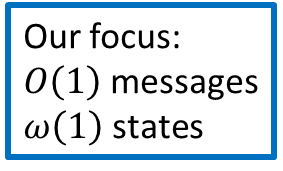 Our focus:
𝑂(1) messages
𝜔(1) states